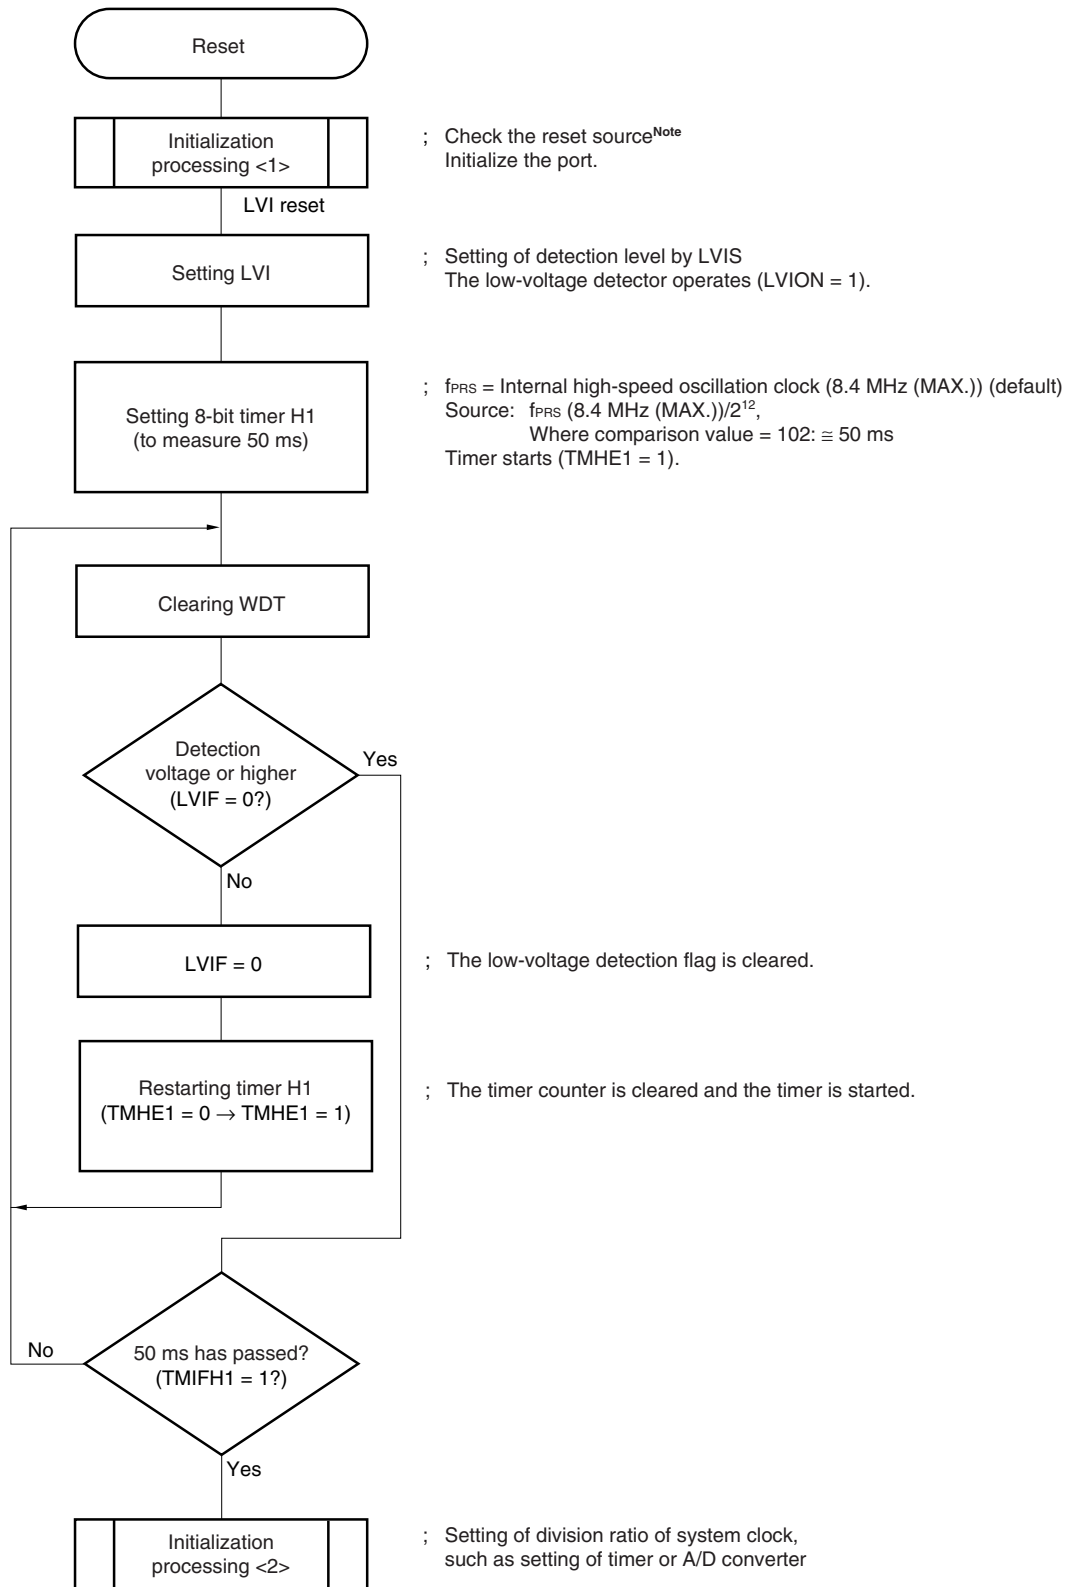 Reset
Initialization
processing <1>
; Check the reset sourceNote
Initialize the port.
LVI reset
Setting LVI
; Setting of detection level by LVIS
The low-voltage detector operates (LVION = 1).
Setting 8-bit timer H1
(to measure 50 ms)
; fPRS = Internal high-speed oscillation clock (8.4 MHz (MAX.)) (default)
Source: fPRS (8.4 MHz (MAX.))/2¹²,
Where comparison value = 102: ≅ 50 ms
Timer starts (TMHE1 = 1).
Clearing WDT
Detection
voltage or higher
(LVIF = 0?)
Yes
No
LVIF = 0
; The low-voltage detection flag is cleared.
Restarting timer H1
(TMHE1 = 0 → TMHE1 = 1)
; The timer counter is cleared and the timer is started.
No
50 ms has passed?
(TMIFH1 = 1?)
Yes
Initialization
processing <2>
; Setting of division ratio of system clock,
such as setting of timer or A/D converter